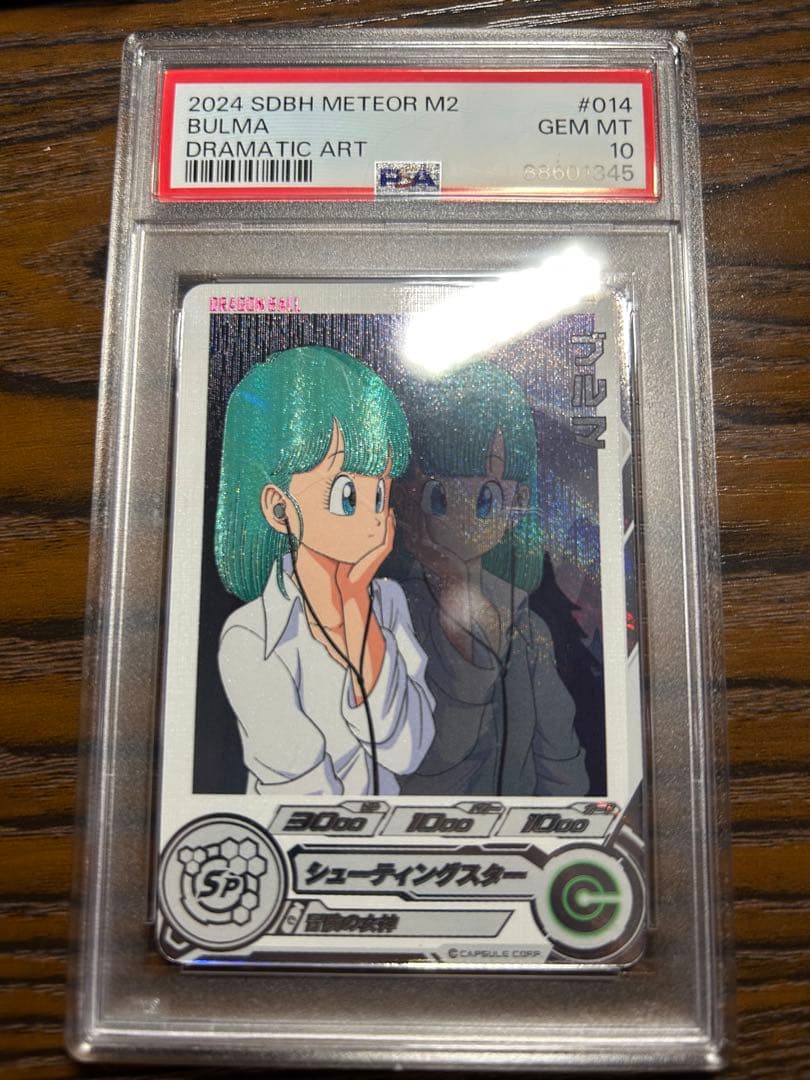 2024 SDBH METEOR M2
#014
BULMA
GEM MT
DRAMATIC ART
10
PSA
88601345
DRAGON BALL
ブルマ
3000
1000
1000
Sp
シューティングスター
冒険の女神
©CAPSULE CORP